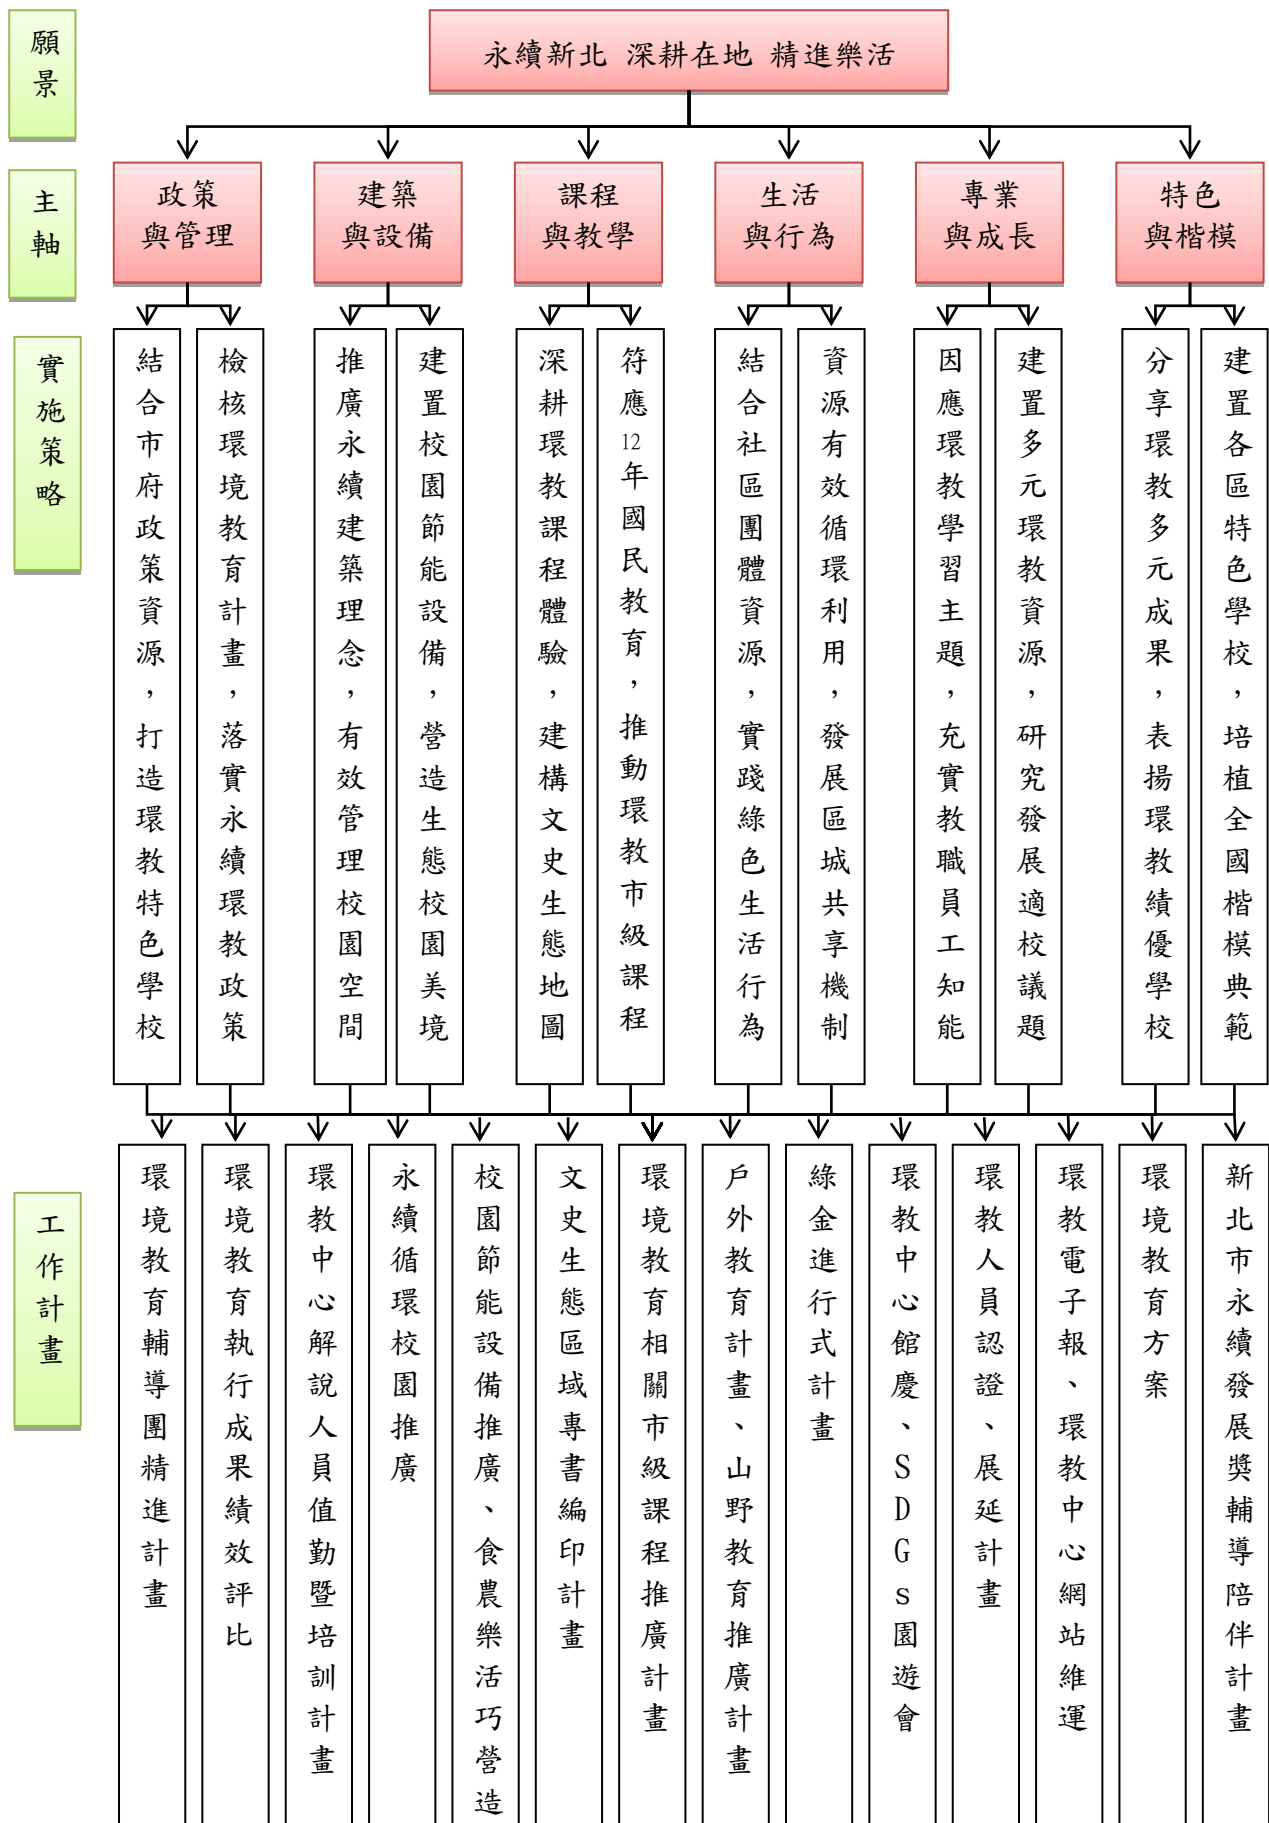 願景
永續新北 深耕在地 精進樂活
主軸
政策
與管理
建築
與設備
課程
與教學
生活
與行為
專業
與成長
特色
與楷模
實施策略
結合市府政策資源，打造環教特色學校
檢核環境教育計畫，落實永續環教政策
推廣永續建築理念，有效管理校園空間
建置校園節能設備，營造生態校園美境
深耕環教課程體驗，建構文史生態地圖
符應12年國民教育，推動環教市級課程
結合社區團體資源，實踐綠色生活行為
資源有效循環利用，發展區城共享機制
因應環教學習主題，充實教職員工知能
建置多元環教資源，研究發展適校議題
分享環教多元成果，表揚環教績優學校
建置各區特色學校，培植全國楷模典範
工作計畫
環境教育輔導團精進計畫
環境教育執行成果績效評比
環教中心解說人員值勤暨培訓計畫
永續循環校園推廣
校園節能設備推廣、食農樂活巧營造
文史生態區域專書編印計畫
環境教育相關市級課程推廣計畫
戶外教育計畫、山野教育推廣計畫
綠金進行式計畫
環教中心館慶、SDGs園遊會
環教人員認證、展延計畫
環教電子報、環教中心網站維運
環境教育方案
新北市永續發展獎輔導陪伴計畫